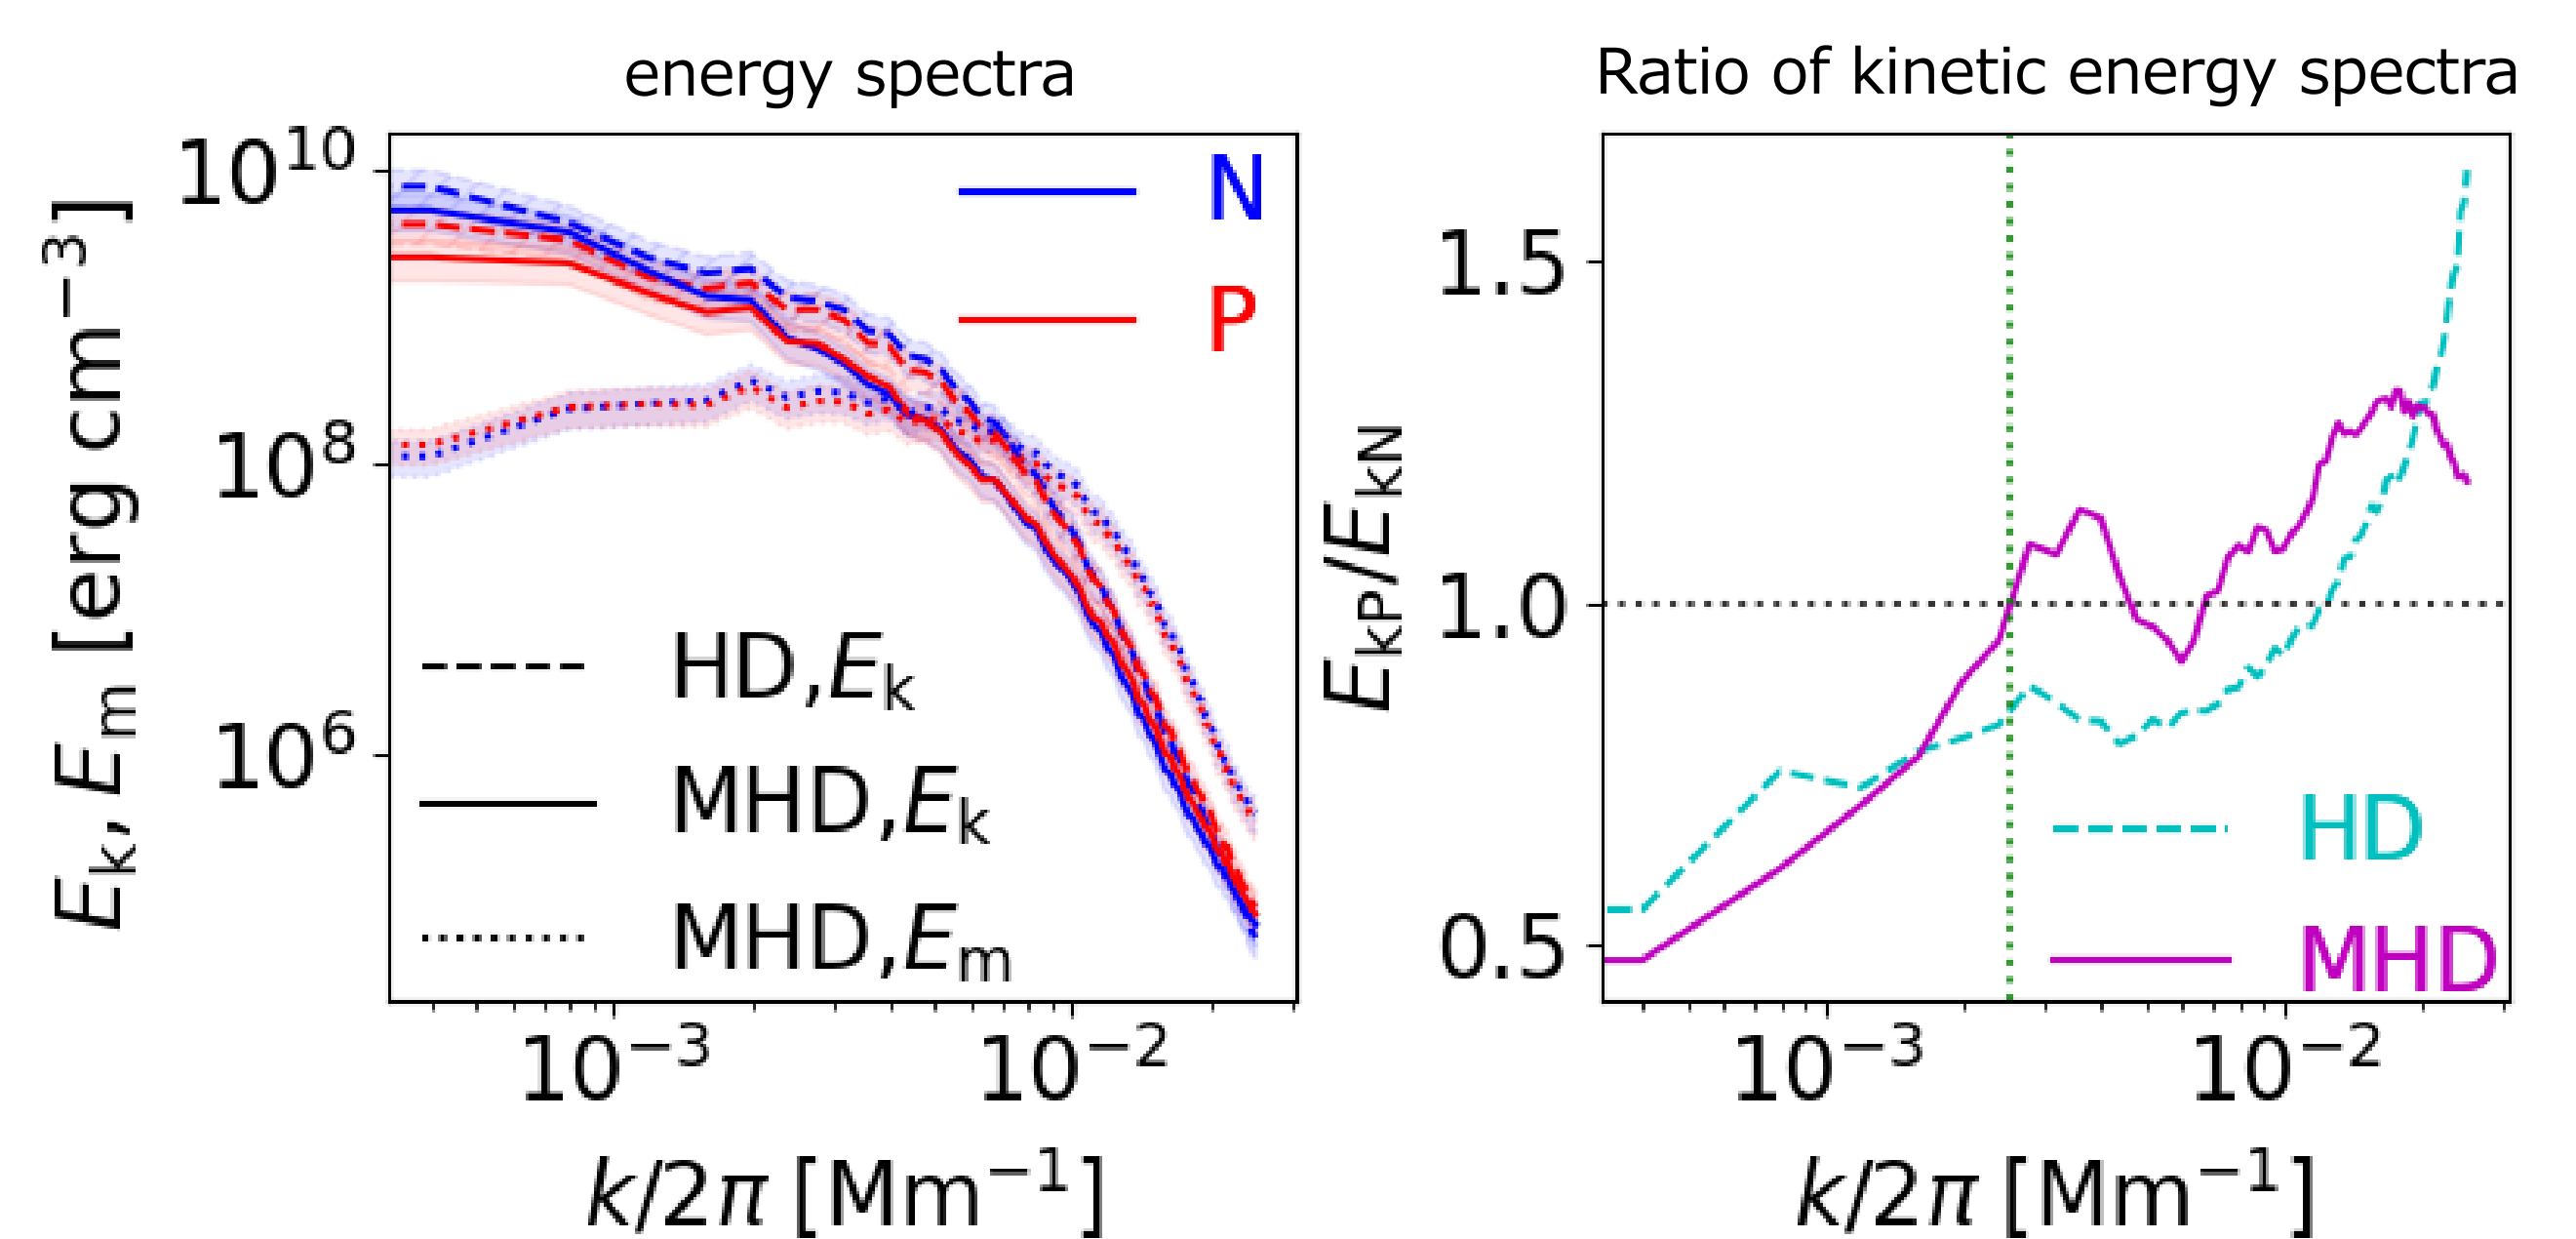 energy spectra
10^10
10^8
10^6
E_k, E_m [erg cm^−3]
N
P
HD,E_k
MHD,E_k
MHD,E_m
10^−3
10^−2
k/2π [Mm^−1]
Ratio of kinetic energy spectra
1.5
1.0
0.5
E_kP/E_kN
HD
MHD
10^−3
10^−2
k/2π [Mm^−1]